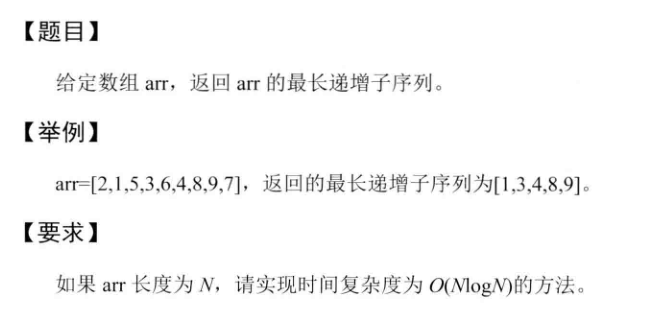 【题目】
给定数组 arr，返回 arr 的最长递增子序列。
【举例】
arr=[2,1,5,3,6,4,8,9,7]，返回的最长递增子序列为[1,3,4,8,9]。
【要求】
如果 arr 长度为 N，请实现时间复杂度为 O(NlogN)的方法。